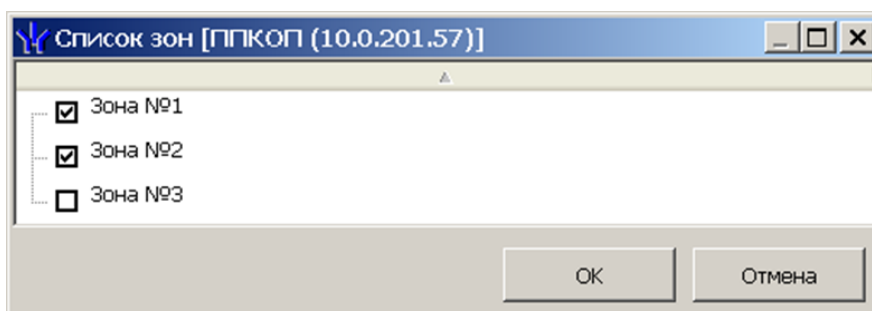 Список зон [ППКОП (10.0.201.57)]
Зона №1
Зона №2
Зона №3
ОК Отмена